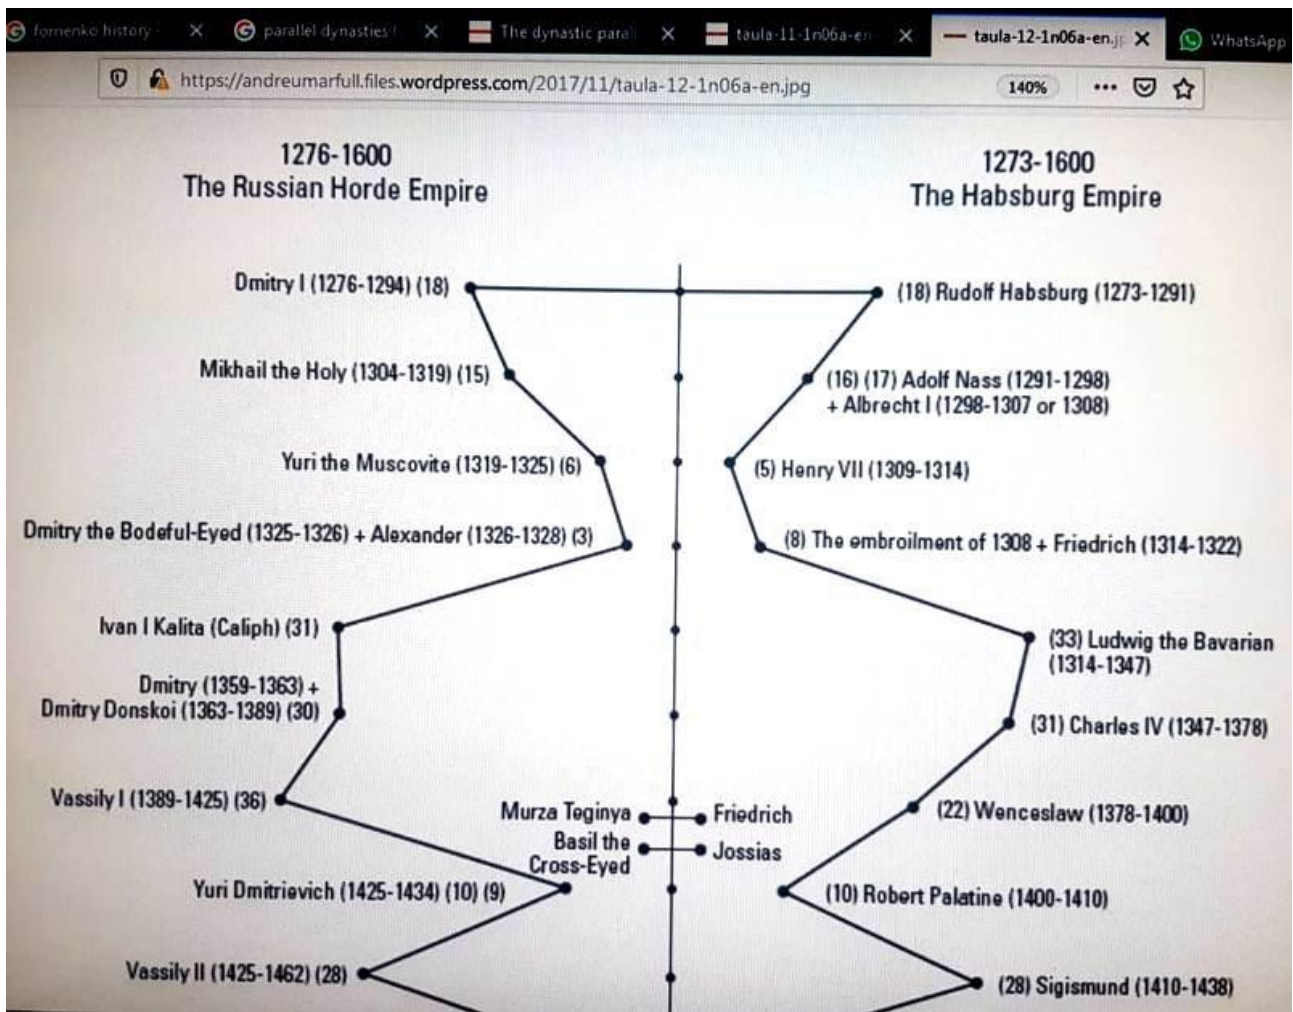 fomenko history
parallel dynasties
The dynastic paral
taula-11-1n06a-en
taula-12-1n06a-en.j
WhatsApp
https://andreumarfull.files.wordpress.com/2017/11/taula-12-1n06a-en.jpg
140%
1276-1600
The Russian Horde Empire
1273-1600
The Habsburg Empire
Dmitry I (1276-1294) (18)
(18) Rudolf Habsburg (1273-1291)
Mikhail the Holy (1304-1319) (15)
(16) (17) Adolf Nass (1291-1298)
+ Albrecht I (1298-1307 or 1308)
Yuri the Muscovite (1319-1325) (6)
(5) Henry VII (1309-1314)
Dmitry the Bodeful-Eyed (1325-1326) + Alexander (1326-1328) (3)
(8) The embroilment of 1308 + Friedrich (1314-1322)
Ivan I Kalita (Caliph) (31)
(33) Ludwig the Bavarian
(1314-1347)
Dmitry (1359-1363) +
Dmitry Donskoi (1363-1389) (30)
(31) Charles IV (1347-1378)
Vassily I (1389-1425) (36)
(22) Wenceslaw (1378-1400)
Murza Teginya
Friedrich
Basil the
Cross-Eyed
Jossias
Yuri Dmitrievich (1425-1434) (10) (9)
(10) Robert Palatine (1400-1410)
Vassily II (1425-1462) (28)
(28) Sigismund (1410-1438)